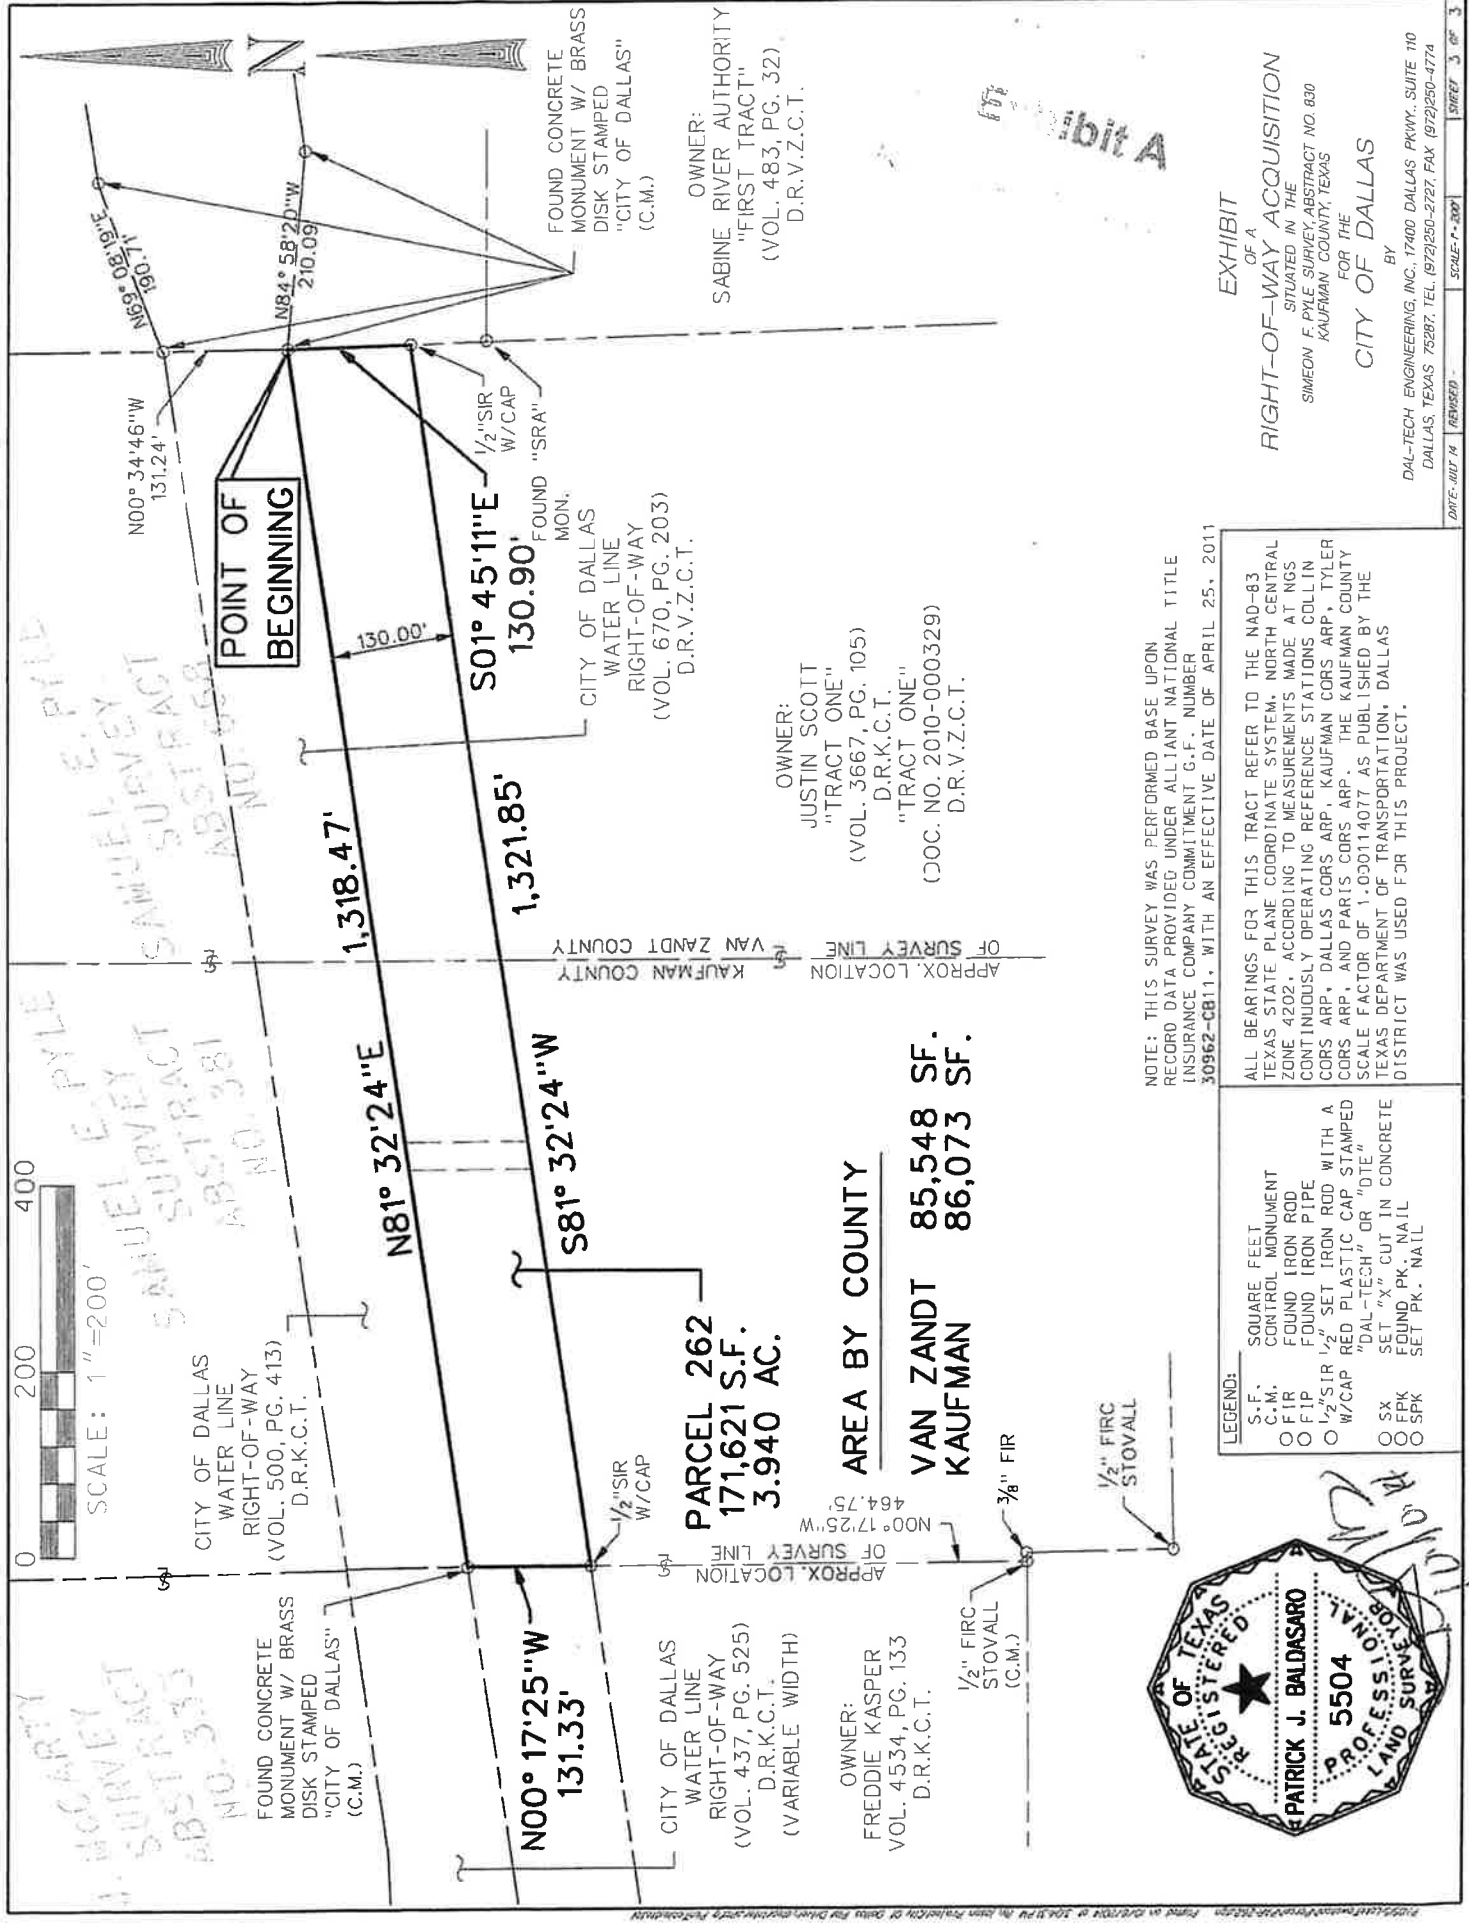 0 200 400
SCALE: 1"=200'
SAMUEL E. PYLE
SURVEY
ABSTRACT
NO. 381
SAMUEL E. PYLE
SURVEY
ABSTRACT
SURVEY
ABSTRACT
NO. 333
N
CITY OF DALLAS
WATER LINE
RIGHT-OF-WAY
(VOL. 500, PG. 413)
D.R.K.C.T.
FOUND CONCRETE
MONUMENT W/ BRASS
DISK STAMPED
"CITY OF DALLAS"
(C.M.)
N00° 34'46"W
131.24'
N69° 08'19"E
190.71'
N84° 58'20"W
210.09'
POINT OF
BEGINNING
FOUND CONCRETE
MONUMENT W/ BRASS
DISK STAMPED
"CITY OF DALLAS"
(C.M.)
N81° 32'24"E
1,318.47'
130.00'
S01° 45'11"E
130.90'
1/2"SIR
W/CAP
FOUND "SRA"
MON.
N00° 17'25"W
131.33'
S81° 32'24"W
1,321.85'
1/2"SIR
W/CAP
OWNER:
SABINE RIVER AUTHORITY
"FIRST TRACT"
(VOL. 483, PG. 32)
D.R.V.Z.C.T.
CITY OF DALLAS
WATER LINE
RIGHT-OF-WAY
(VOL. 670, PG. 203)
D.R.V.Z.C.T.
CITY OF DALLAS
WATER LINE
RIGHT-OF-WAY
(VOL. 437, PG. 525)
D.R.K.C.T.
(VARIABLE WIDTH)
PARCEL 262
171,621 S.F.
3.940 AC.
KAUFMAN COUNTY
VAN ZANDT COUNTY
APPROX. LOCATION
OF SURVEY LINE
APPROX. LOCATION
OF SURVEY LINE
N00° 17'25"W
464.75'
OWNER:
JUSTIN SCOTT
"TRACT ONE"
(VOL. 3667, PG. 105)
D.R.K.C.T.
"TRACT ONE"
(DOC. NO. 2010-000329)
D.R.V.Z.C.T.
AREA BY COUNTY
VAN ZANDT 85,548 SF.
KAUFMAN 86,073 SF.
OWNER:
FREDDIE KASPER
VOL. 4534, PG. 133
D.R.K.C.T.
1/2" FIRC
STOVALL
(C.M.)
3/8" FIR
1/2" FIRC
STOVALL
ibit A
NOTE: THIS SURVEY WAS PERFORMED BASE UPON
RECORD DATA PROVIDED UNDER ALLIANT NATIONAL TITLE
INSURANCE COMPANY COMMITMENT G.F. NUMBER
30962-CB11, WITH AN EFFECTIVE DATE OF APRIL 25, 2011
LEGEND:
S.F. SQUARE FEET
C.M. CONTROL MONUMENT
FIR FOUND IRON ROD
FIP FOUND IRON PIPE
1/2"SIR 1/2" SET IRON ROD WITH A
W/CAP RED PLASTIC CAP STAMPED
"DAL-TECH" OR "DTE"
SX SET "X" CUT IN CONCRETE
FPK FOUND PK. NAIL
SPK SET PK. NAIL
ALL BEARINGS FOR THIS TRACT REFER TO THE NAD-83
TEXAS STATE PLANE COORDINATE SYSTEM, NORTH CENTRAL
ZONE 4202, ACCORDING TO MEASUREMENTS MADE AT NGS
CONTINUOUSLY OPERATING REFERENCE STATIONS COLLIN
CORS ARP, DALLAS CORS ARP, KAUFMAN CORS ARP, TYLER
CORS ARP, AND PARIS CORS ARP. THE KAUFMAN COUNTY
SCALE FACTOR OF 1.000114077 AS PUBLISHED BY THE
TEXAS DEPARTMENT OF TRANSPORTATION, DALLAS
DISTRICT WAS USED FOR THIS PROJECT.
EXHIBIT
OF A
RIGHT-OF-WAY ACQUISITION
SITUATED IN THE
SIMEON F. PYLE SURVEY, ABSTRACT NO. 830
KAUFMAN COUNTY, TEXAS
FOR THE
CITY OF DALLAS
BY
DAL-TECH ENGINEERING, INC., 17400 DALLAS PKWY., SUITE 110
DALLAS, TEXAS 75287, TEL. (972)250-2727, FAX (972)250-4774
DATE- JULY 14 REVISED - SCALE-1"=200' SHEET 3 OF 3
STATE OF TEXAS
REGISTERED
PATRICK J. BALDASARO
5504
PROFESSIONAL
LAND SURVEYOR